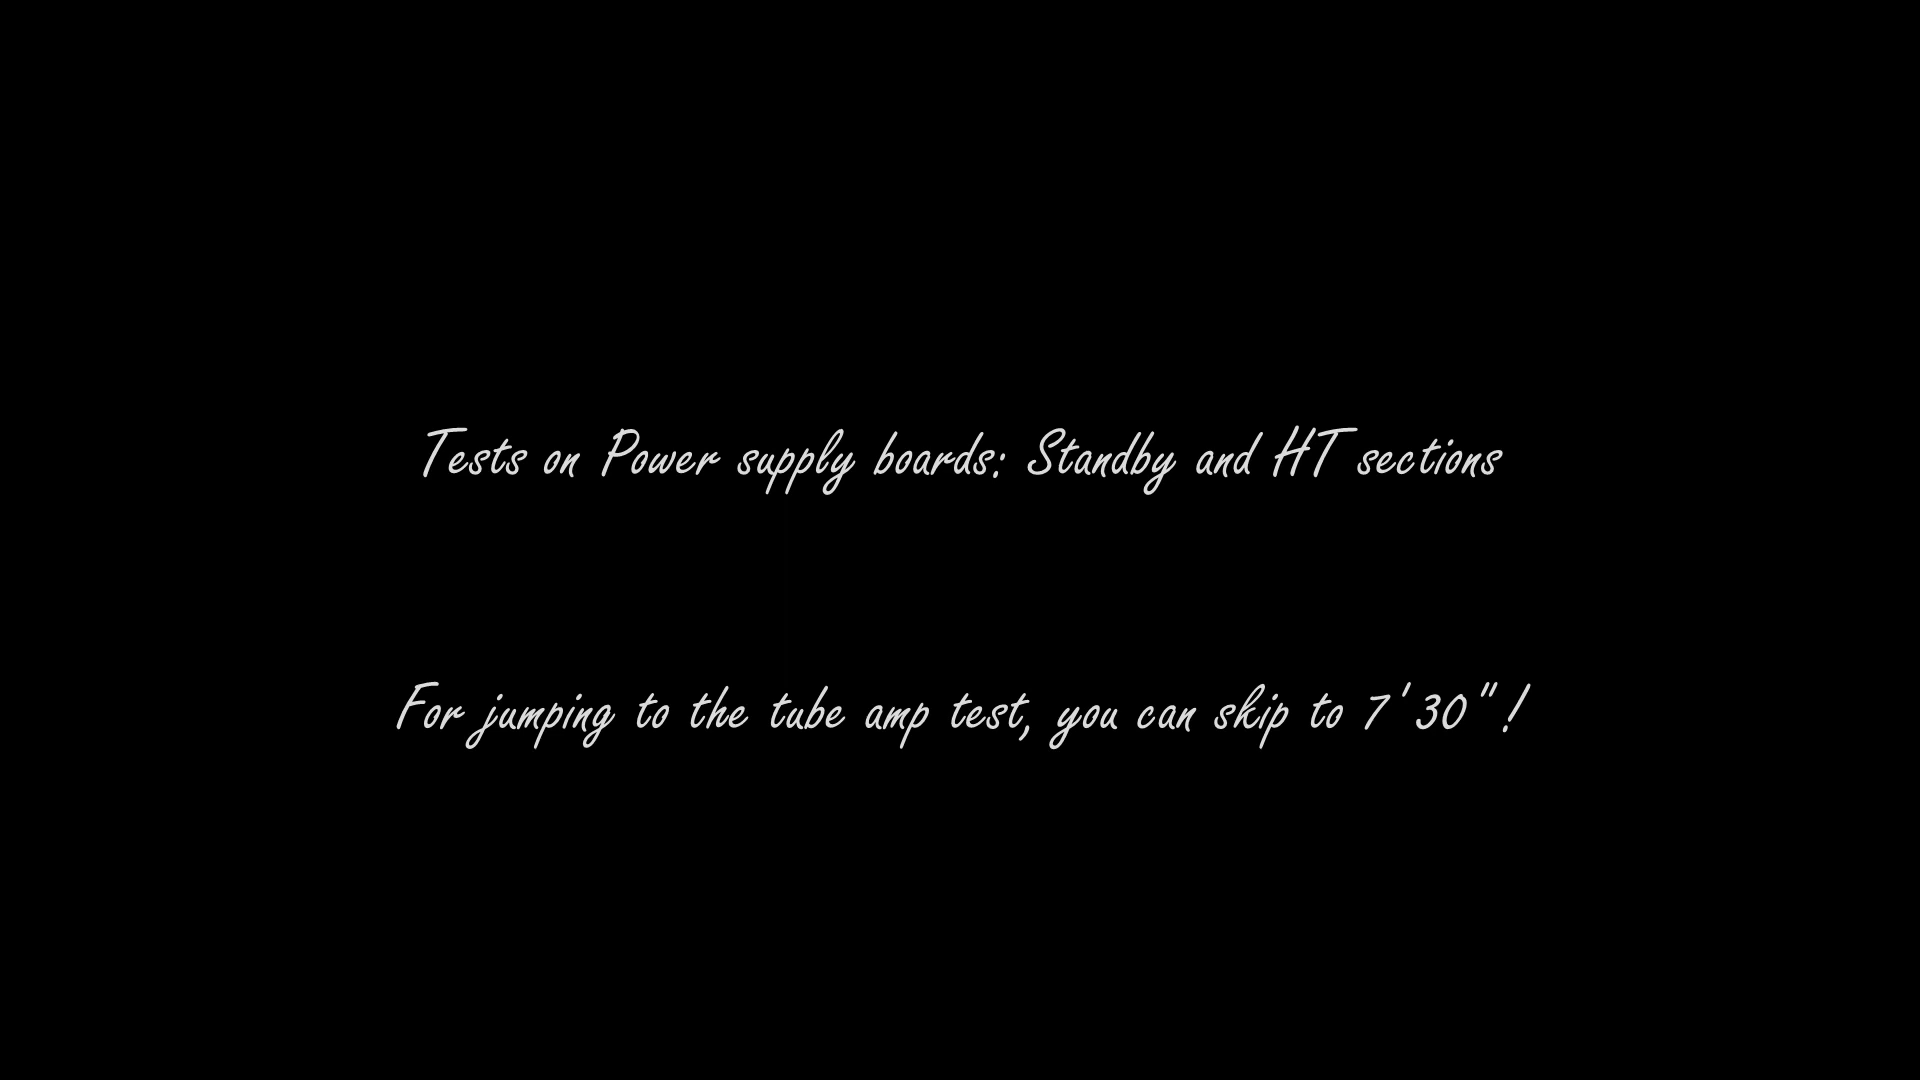 Tests on Power supply boards: Standby and HT sections
For jumping to the tube amp test, you can skip to 7'30"!